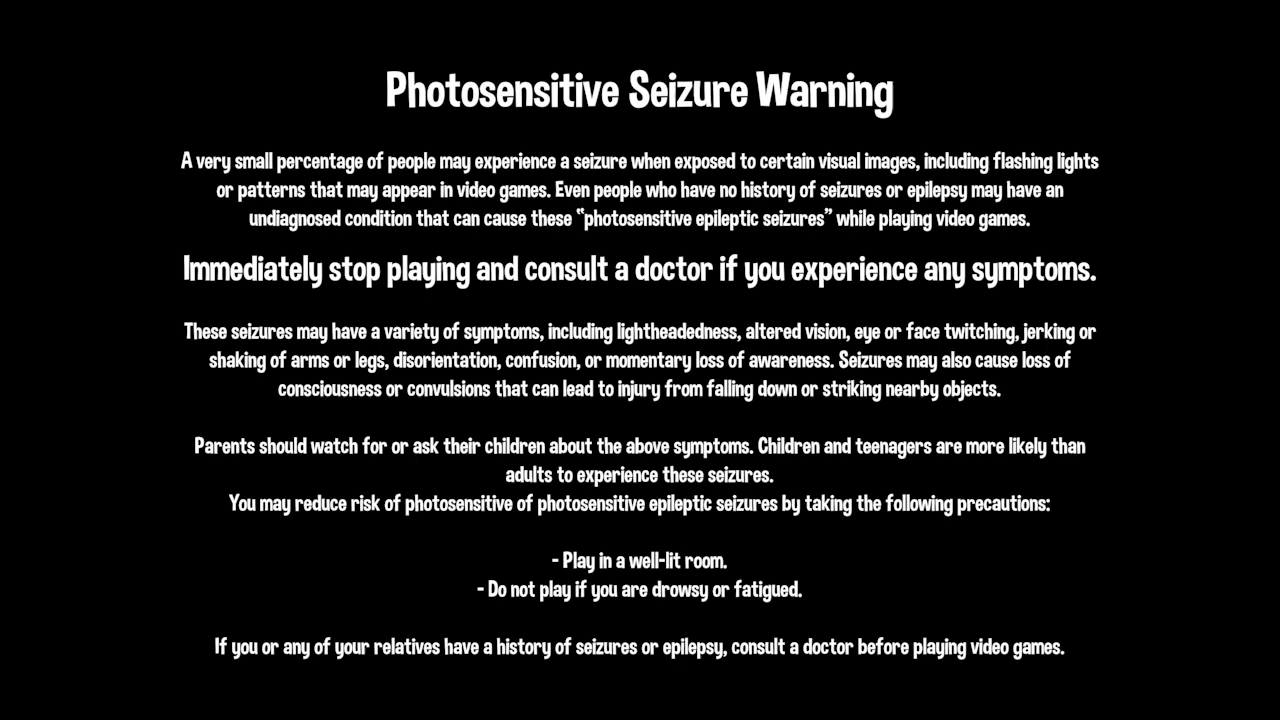 Photosensitive Seizure Warning
A very small percentage of people may experience a seizure when exposed to certain visual images, including flashing lights
or patterns that may appear in video games. Even people who have no history of seizures or epilepsy may have an
undiagnosed condition that can cause these “photosensitive epileptic seizures” while playing video games.
Immediately stop playing and consult a doctor if you experience any symptoms.
These seizures may have a variety of symptoms, including lightheadedness, altered vision, eye or face twitching, jerking or
shaking of arms or legs, disorientation, confusion, or momentary loss of awareness. Seizures may also cause loss of
consciousness or convulsions that can lead to injury from falling down or striking nearby objects.
Parents should watch for or ask their children about the above symptoms. Children and teenagers are more likely than
adults to experience these seizures.
You may reduce risk of photosensitive of photosensitive epileptic seizures by taking the following precautions:
- Play in a well-lit room.
- Do not play if you are drowsy or fatigued.
If you or any of your relatives have a history of seizures or epilepsy, consult a doctor before playing video games.